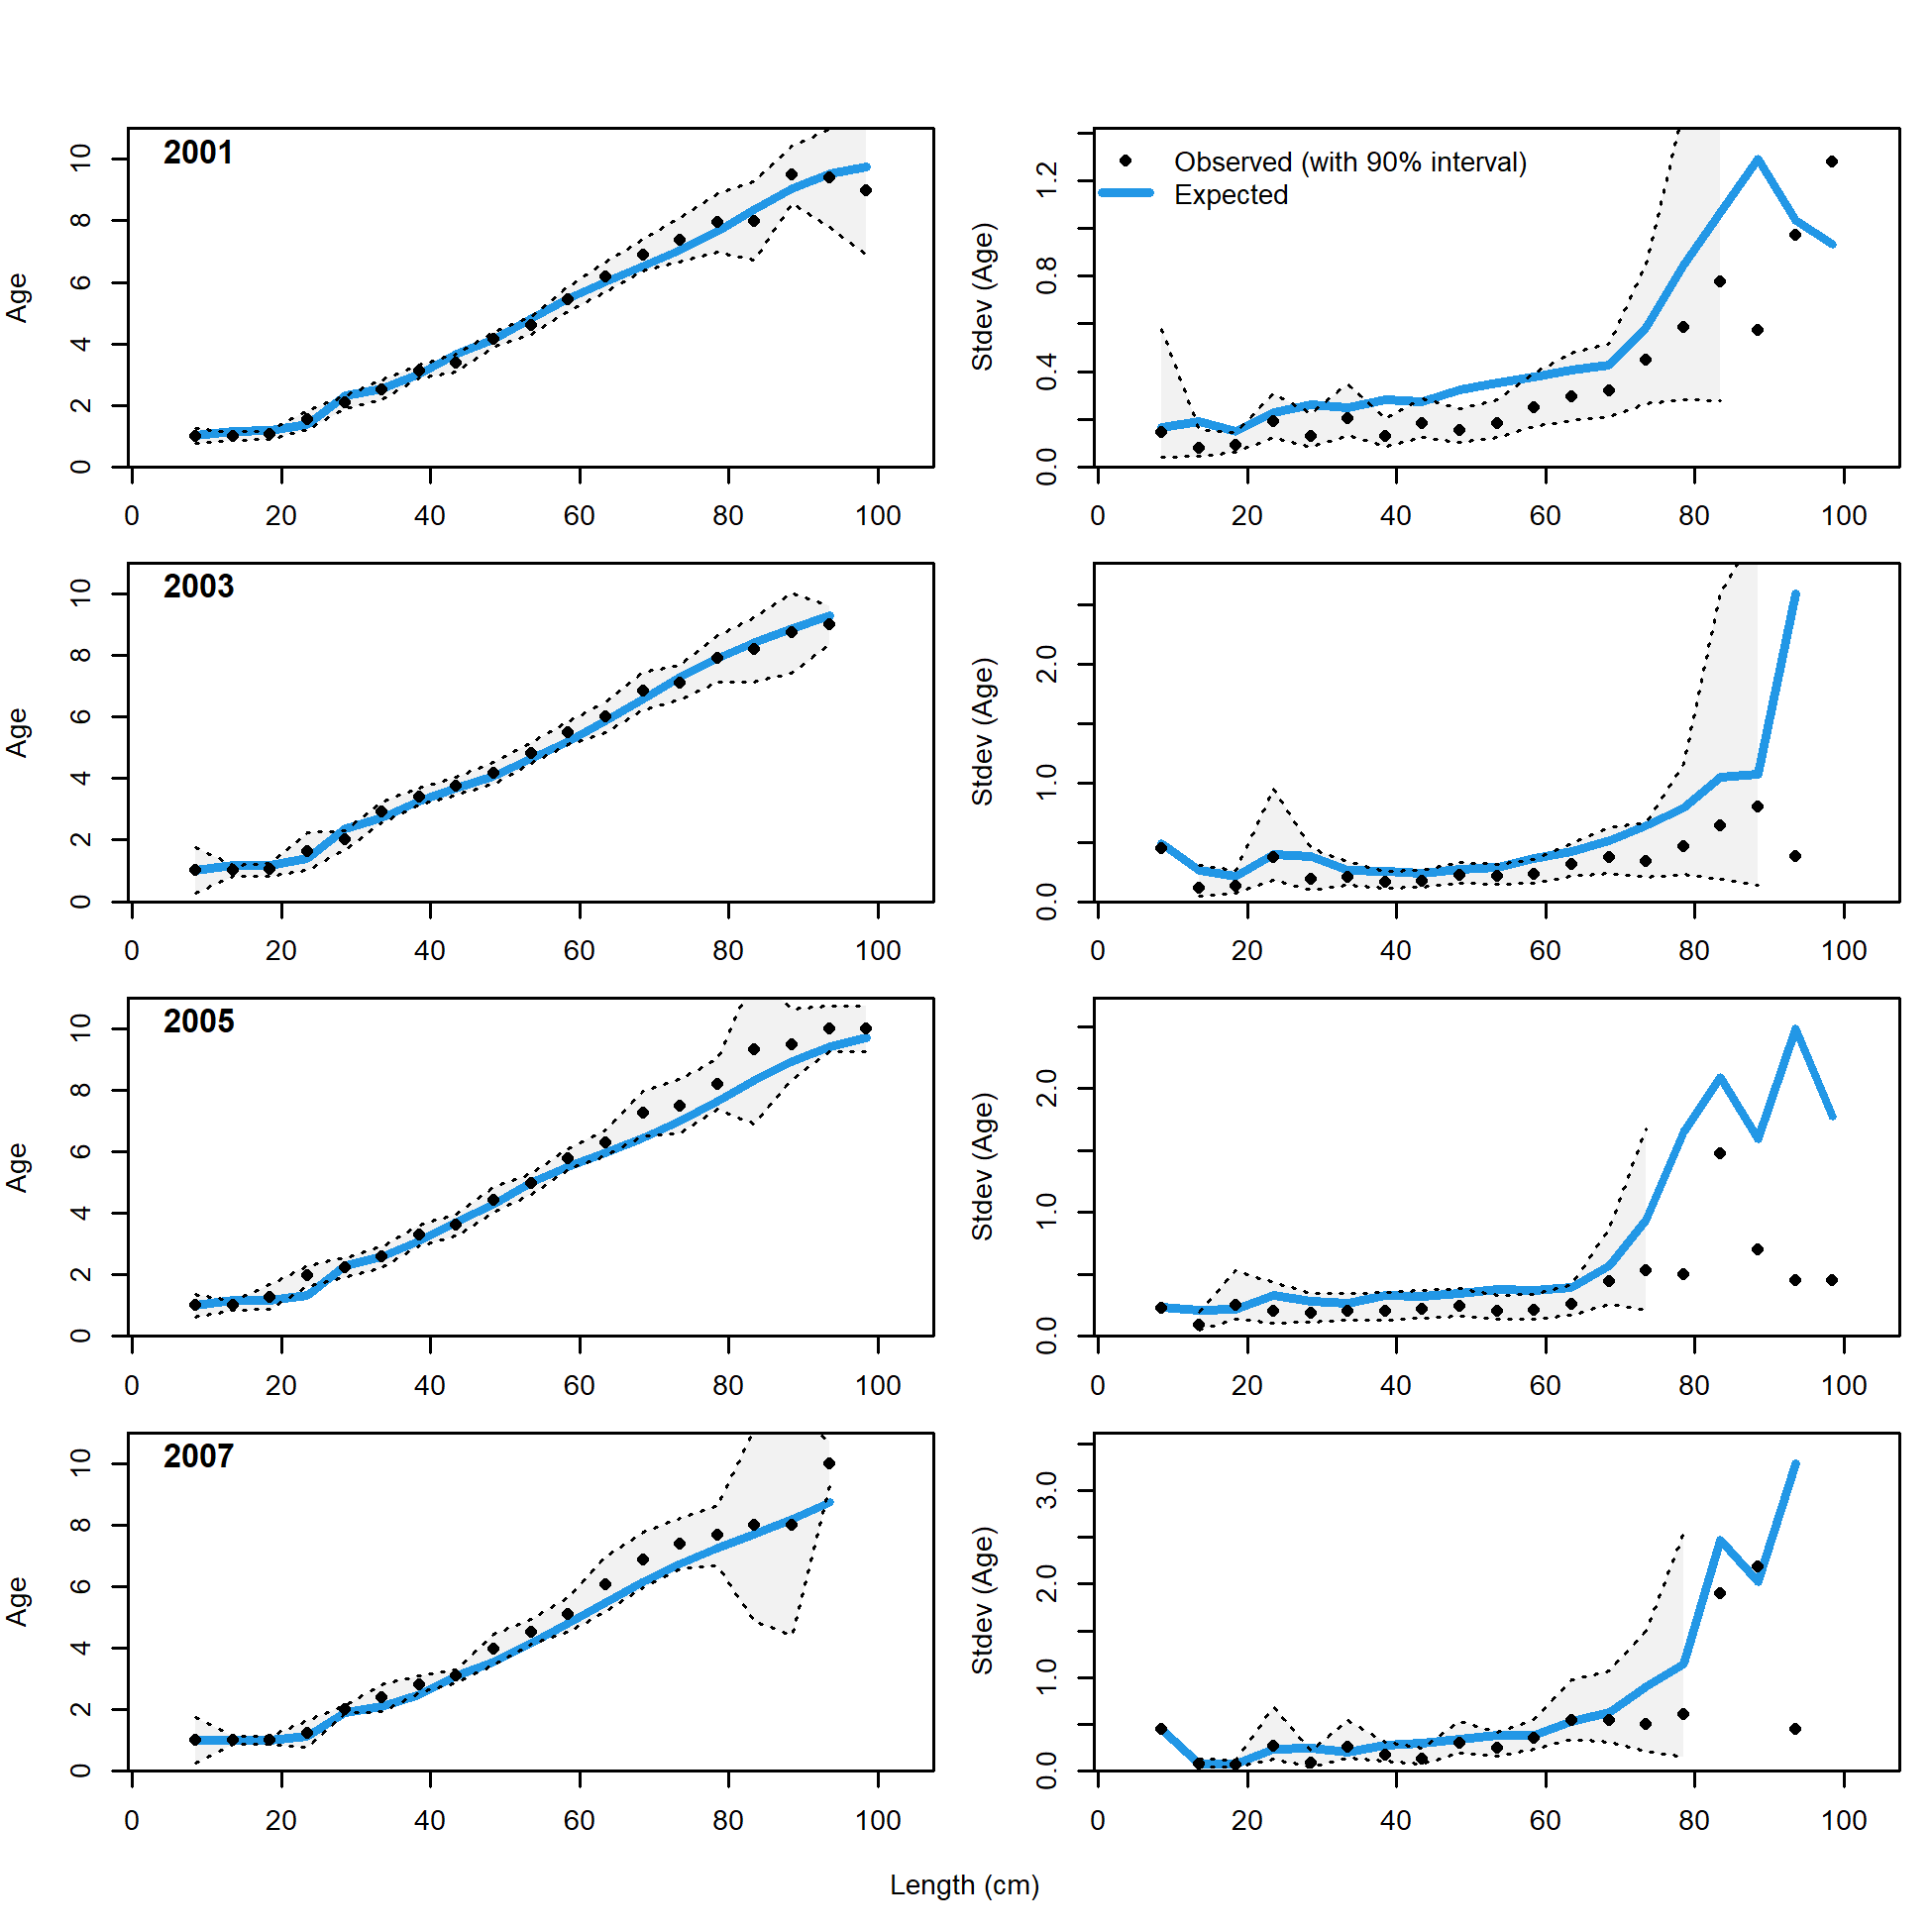 2001
Age
0 2 4 6 8 10
0 20 40 60 80 100
Observed (with 90% interval)
Expected
Stdev (Age)
0.0 0.4 0.8 1.2
0 20 40 60 80 100
2003
Age
0 2 4 6 8 10
0 20 40 60 80 100
Stdev (Age)
0.0 1.0 2.0
0 20 40 60 80 100
2005
Age
0 2 4 6 8 10
0 20 40 60 80 100
Stdev (Age)
0.0 1.0 2.0
0 20 40 60 80 100
2007
Age
0 2 4 6 8 10
0 20 40 60 80 100
Stdev (Age)
0.0 1.0 2.0 3.0
0 20 40 60 80 100
Length (cm)